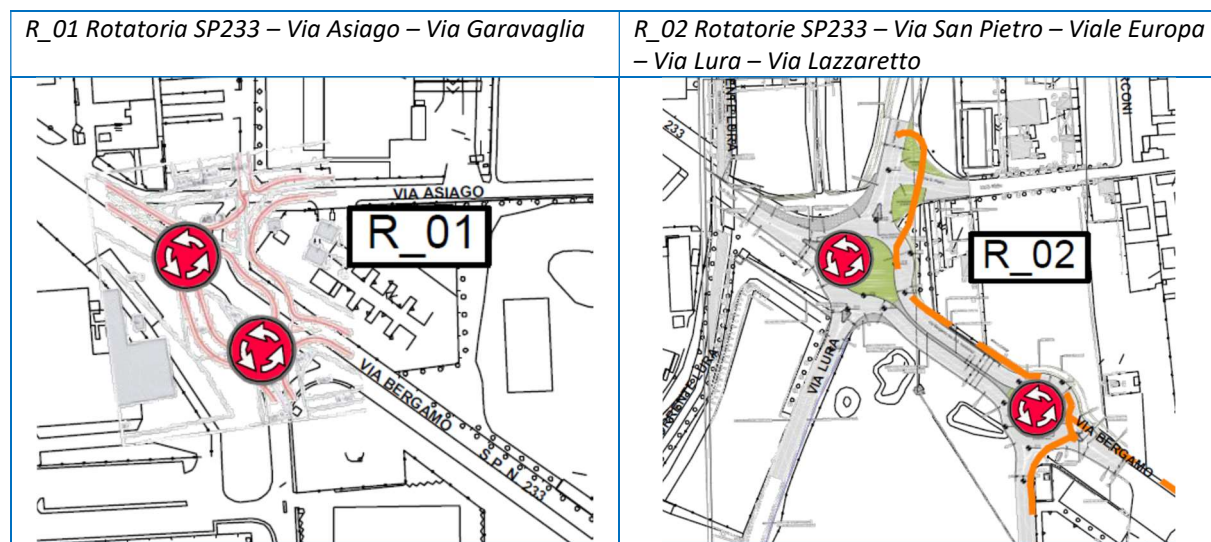 R_01 Rotatoria SP233 – Via Asiago – Via Garavaglia
R_02 Rotatorie SP233 – Via San Pietro – Viale Europa
– Via Lura – Via Lazzaretto
VIA ASIAGO
R_01
VIA BERGAMO
S.P. N. 233
233
R_02
VIA LURA
VIA BERGAMO